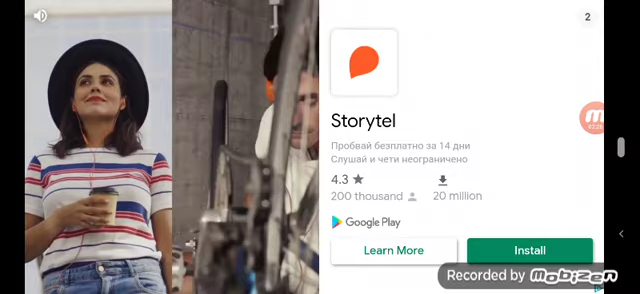 2
Storytel
Пробвай безплатно за 14 дни
Слушай и чети неограничено
4.3
200 thousand
20 million
Google Play
Learn More
Install
Recorded by Mobizen